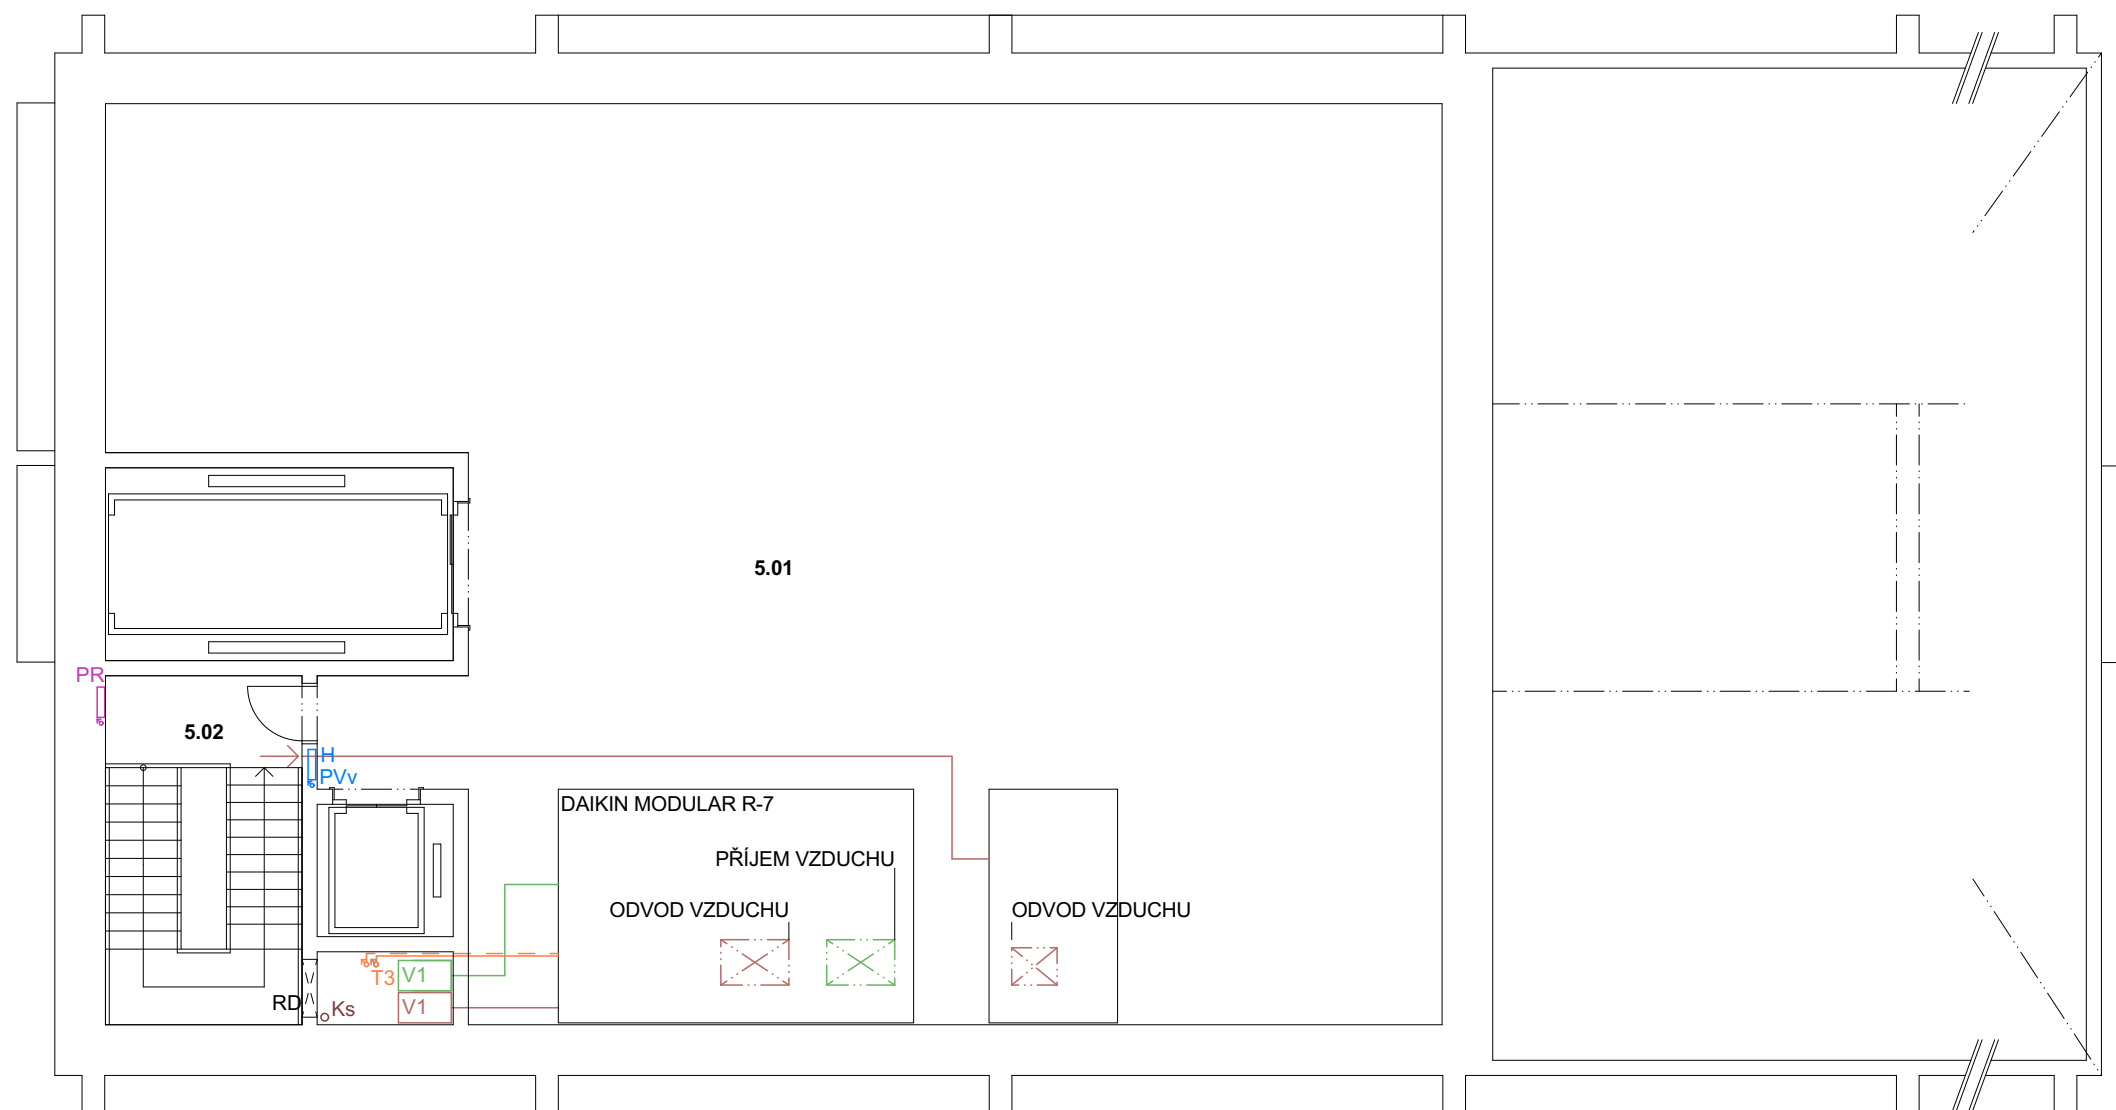 5.01
PR
5.02
H
PVv
DAIKIN MODULAR R-7
PŘÍJEM VZDUCHU
ODVOD VZDUCHU
ODVOD VZDUCHU
T3
V1
RD
Ks
V1